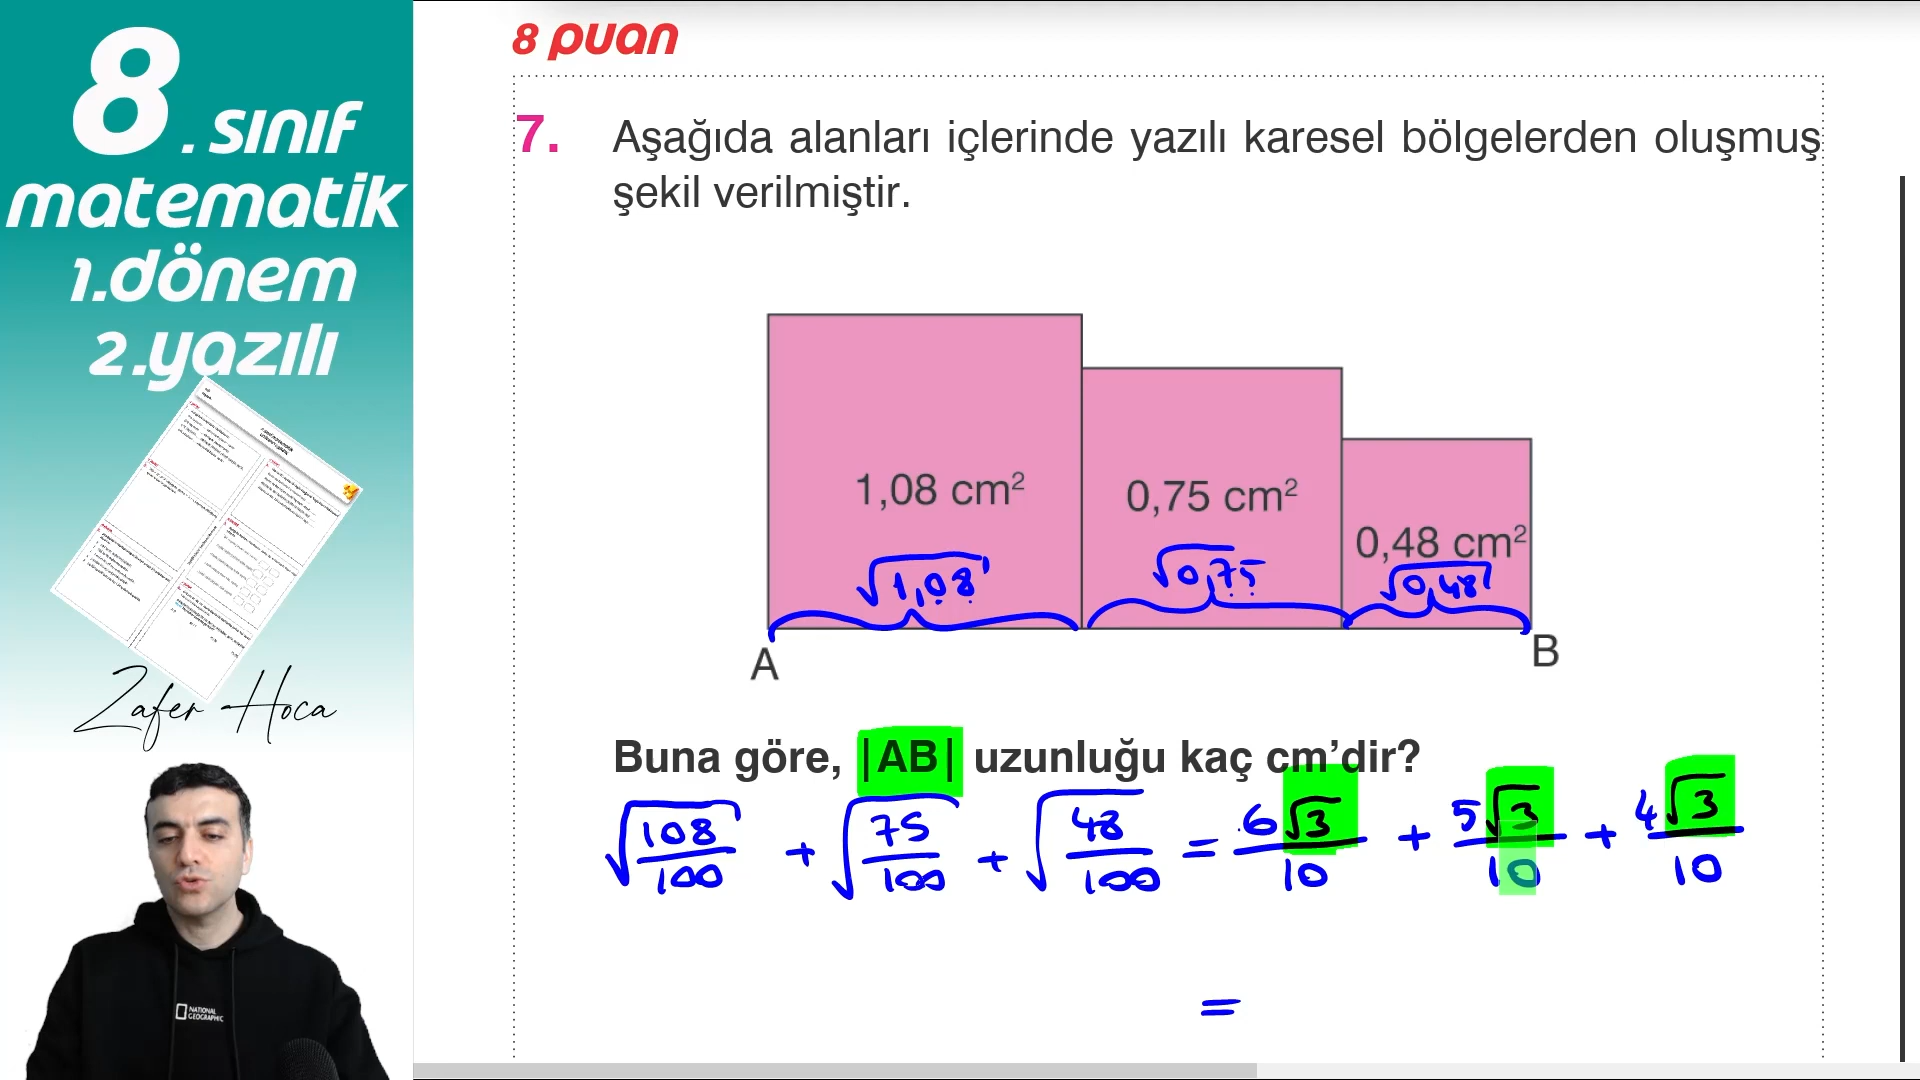 8.sınıf
matematik
1.dönem
2.yazılı
Zafer Hoca
NATIONAL
GEOGRAPHIC
8 puan
7. Aşağıda alanları içlerinde yazılı karesel bölgelerden oluşmuş
şekil verilmiştir.
1,08 cm²
0,75 cm²
0,48 cm²
√1,08
√0,75
√0,48
A
B
Buna göre, |AB| uzunluğu kaç cm’dir?
√(108/100) + √(75/100) + √(48/100) = 6√3/10 + 5√3/10 + 4√3/10
=